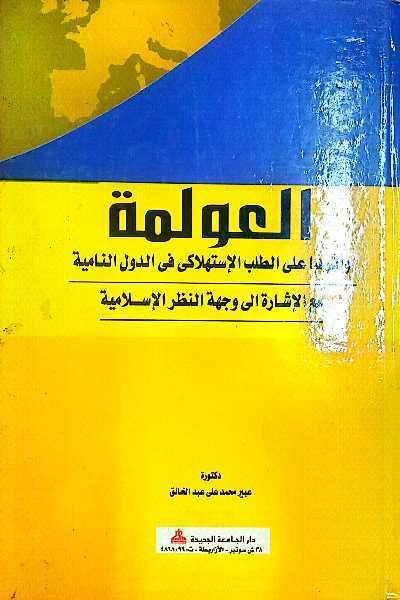 العولمة
وأثرها على الطلب الإستهلاكى فى الدول النامية
مع الإشارة الى وجهة النظر الإسلامية
دكتورة
عبير محمد على عبد الخالق
دار الجامعة الجديدة
٣٨ ش سوتير - الأزاريطة - ت: ٤٨٦٨٠٩٩